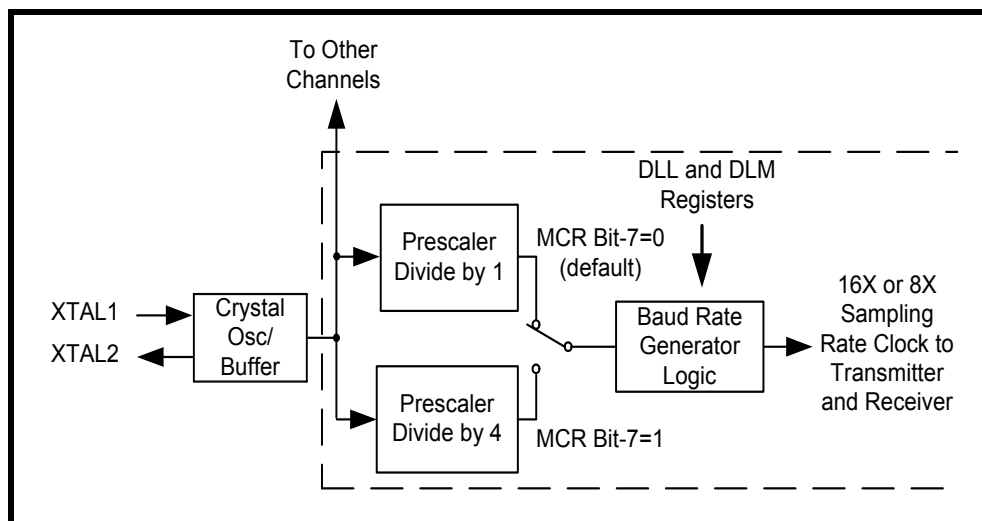 To Other
Channels
DLL and DLM
Registers
Prescaler
Divide by 1
MCR Bit-7=0
(default)
XTAL1
XTAL2
Crystal
Osc/
Buffer
Baud Rate
Generator
Logic
16X or 8X
Sampling
Rate Clock to
Transmitter
and Receiver
Prescaler
Divide by 4
MCR Bit-7=1